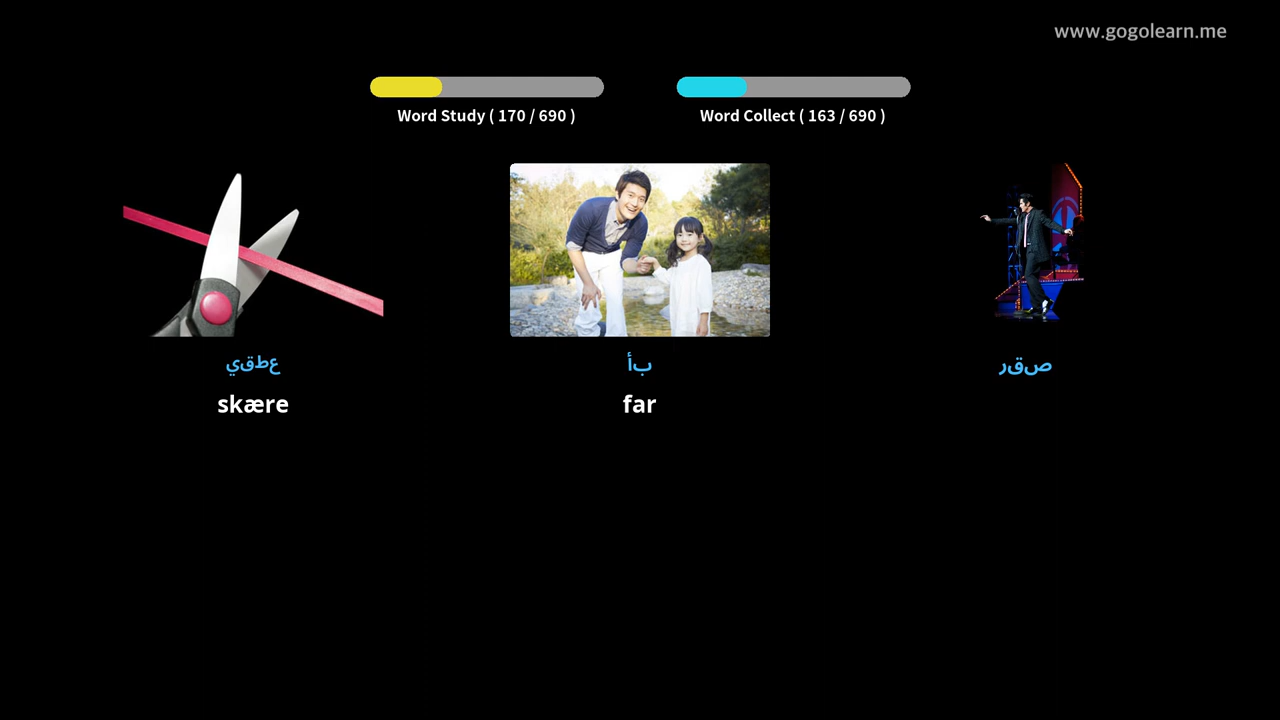 www.gogolearn.me
Word Study ( 170 / 690 )
Word Collect ( 163 / 690 )
عطقي
بأ
صقر
skære
far